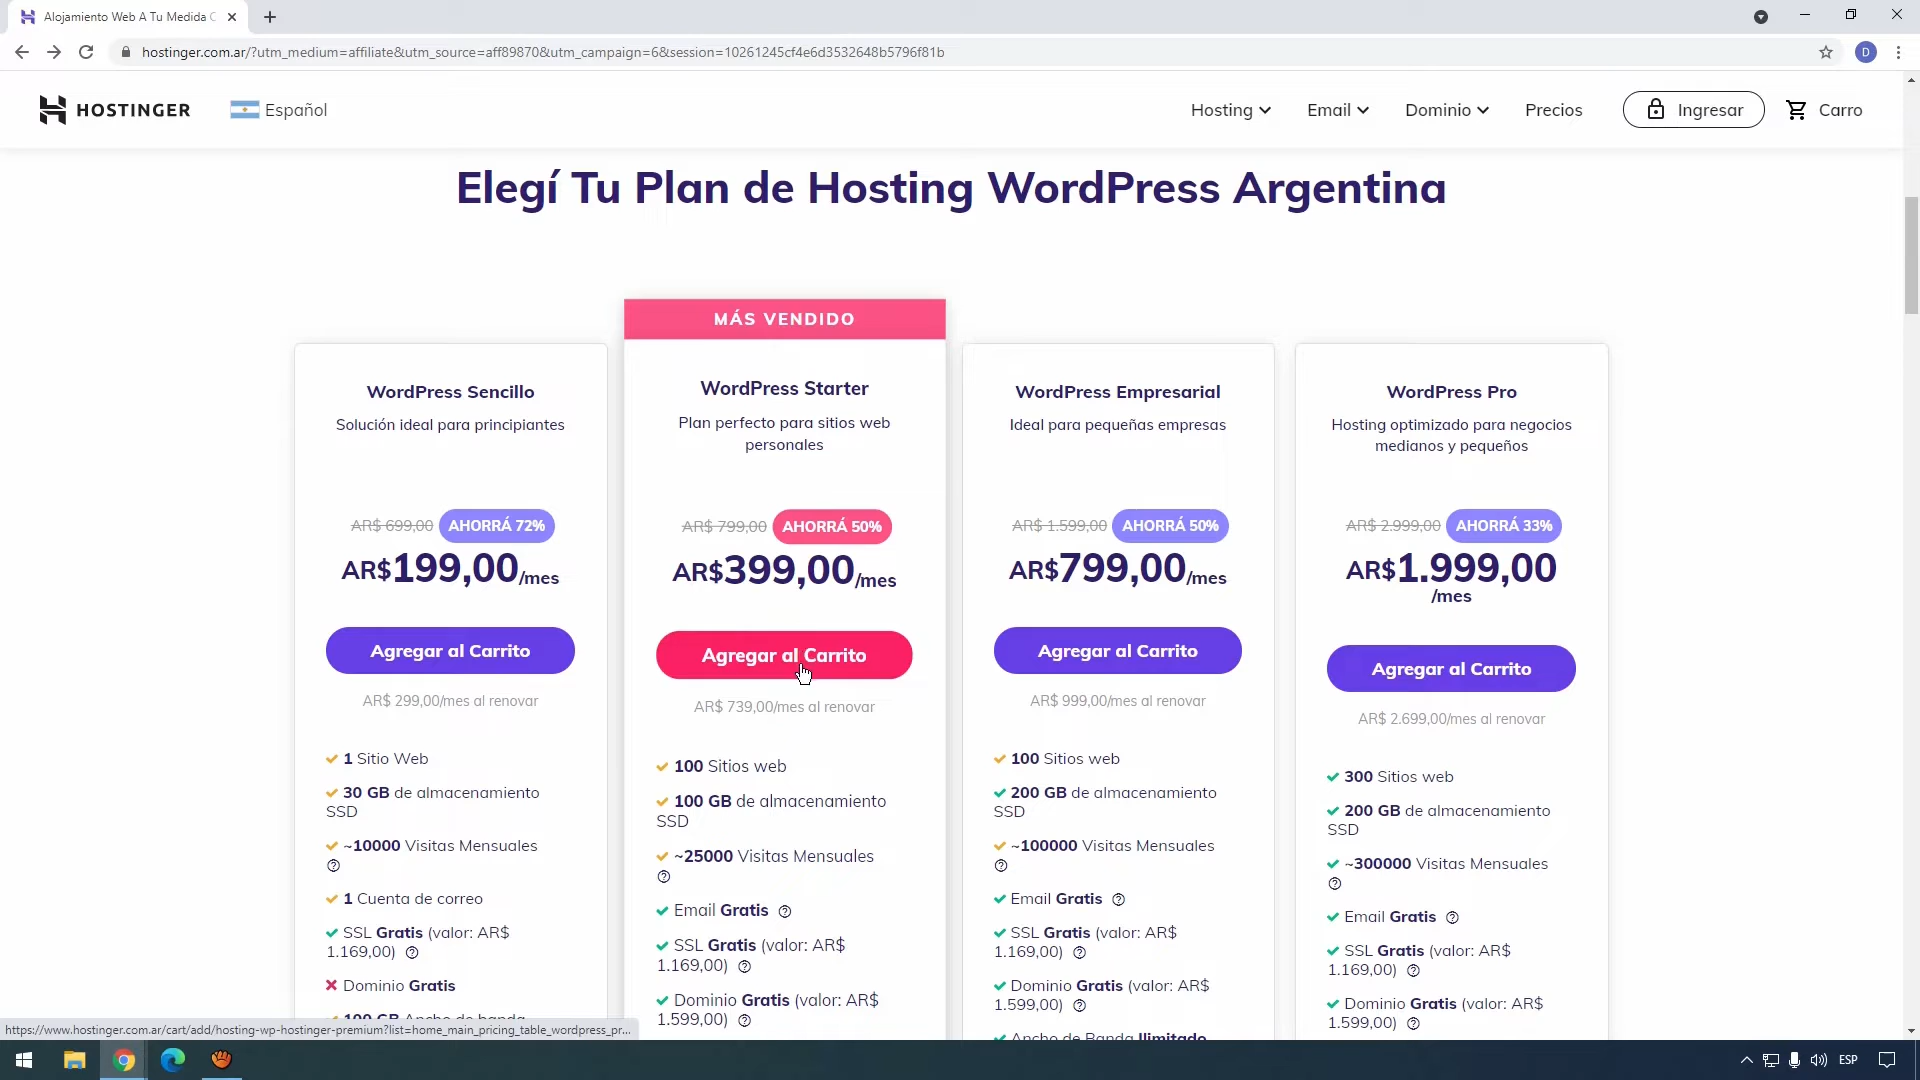 Alojamiento Web A Tu Medida
hostinger.com.ar/?utm_medium=affiliate&utm_source=aff89870&utm_campaign=6&session=10261245cf4e6d3532648b5796f81b
D
HOSTINGER
Español
Hosting
Email
Dominio
Precios
Ingresar
Carro
Elegí Tu Plan de Hosting WordPress Argentina
WordPress Sencillo
Solución ideal para principiantes
AR$ 699,00 AHORRÁ 72%
AR$199,00/mes
Agregar al Carrito
AR$ 299,00/mes al renovar
1 Sitio Web
30 GB de almacenamiento
SSD
~10000 Visitas Mensuales
1 Cuenta de correo
SSL Gratis (valor: AR$
1.169,00)
Dominio Gratis
100 GB Ancho de banda
MÁS VENDIDO
WordPress Starter
Plan perfecto para sitios web
personales
AR$ 799,00 AHORRÁ 50%
AR$399,00/mes
Agregar al Carrito
AR$ 739,00/mes al renovar
100 Sitios web
100 GB de almacenamiento
SSD
~25000 Visitas Mensuales
Email Gratis
SSL Gratis (valor: AR$
1.169,00)
Dominio Gratis (valor: AR$
1.599,00)
WordPress Empresarial
Ideal para pequeñas empresas
AR$ 1.599,00 AHORRÁ 50%
AR$799,00/mes
Agregar al Carrito
AR$ 999,00/mes al renovar
100 Sitios web
200 GB de almacenamiento
SSD
~100000 Visitas Mensuales
Email Gratis
SSL Gratis (valor: AR$
1.169,00)
Dominio Gratis (valor: AR$
1.599,00)
Ancho de Banda Ilimitado
WordPress Pro
Hosting optimizado para negocios
medianos y pequeños
AR$ 2.999,00 AHORRÁ 33%
AR$1.999,00
/mes
Agregar al Carrito
AR$ 2.699,00/mes al renovar
300 Sitios web
200 GB de almacenamiento
SSD
~300000 Visitas Mensuales
Email Gratis
SSL Gratis (valor: AR$
1.169,00)
Dominio Gratis (valor: AR$
1.599,00)
https://www.hostinger.com.ar/cart/add/hosting-wp-hostinger-premium?list=home_main_pricing_table_wordpress_pr...
ESP